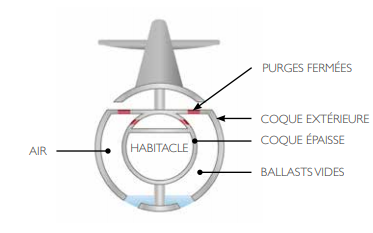 PURGES FERMÉES
COQUE EXTÉRIEURE
COQUE ÉPAISSE
HABITACLE
AIR
BALLASTS VIDES